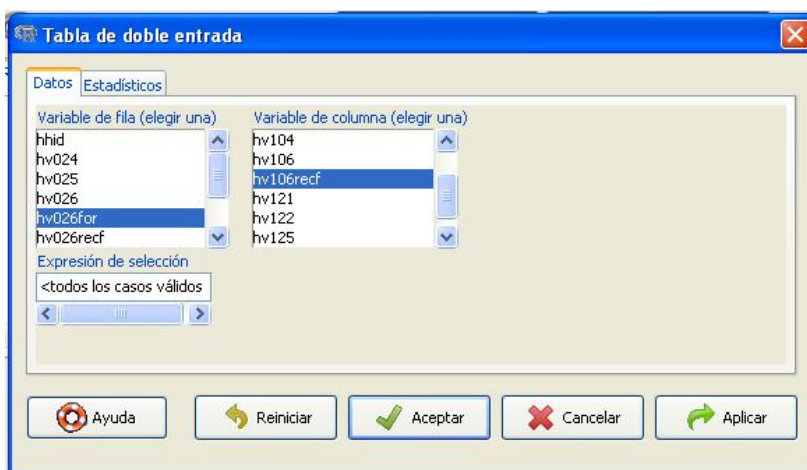 Tabla de doble entrada
Datos Estadísticos
Variable de fila (elegir una)
hhid
hv024
hv025
hv026
hv026for
hv026recf
Variable de columna (elegir una)
hv104
hv106
hv106recf
hv121
hv122
hv125
Expresión de selección
<todos los casos válidos
Ayuda Reiniciar Aceptar Cancelar Aplicar